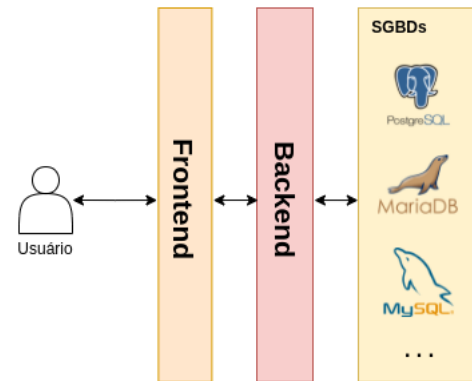 SGBDs
PostgreSQL
Frontend
Backend
MariaDB
Usuário
MySQL
...